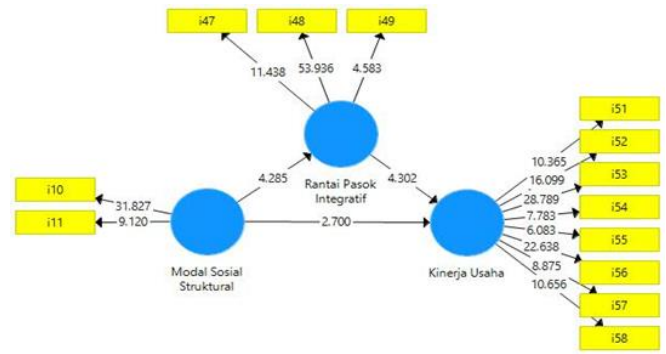 i47
i48
i49
11.438
53.936
4.583
Rantai Pasok
Integratif
4.285
4.302
i10
i11
31.827
9.120
Modal Sosial
Struktural
2.700
Kinerja Usaha
10.365
16.099
28.789
7.783
6.083
22.638
8.875
10.656
i51
i52
i53
i54
i55
i56
i57
i58